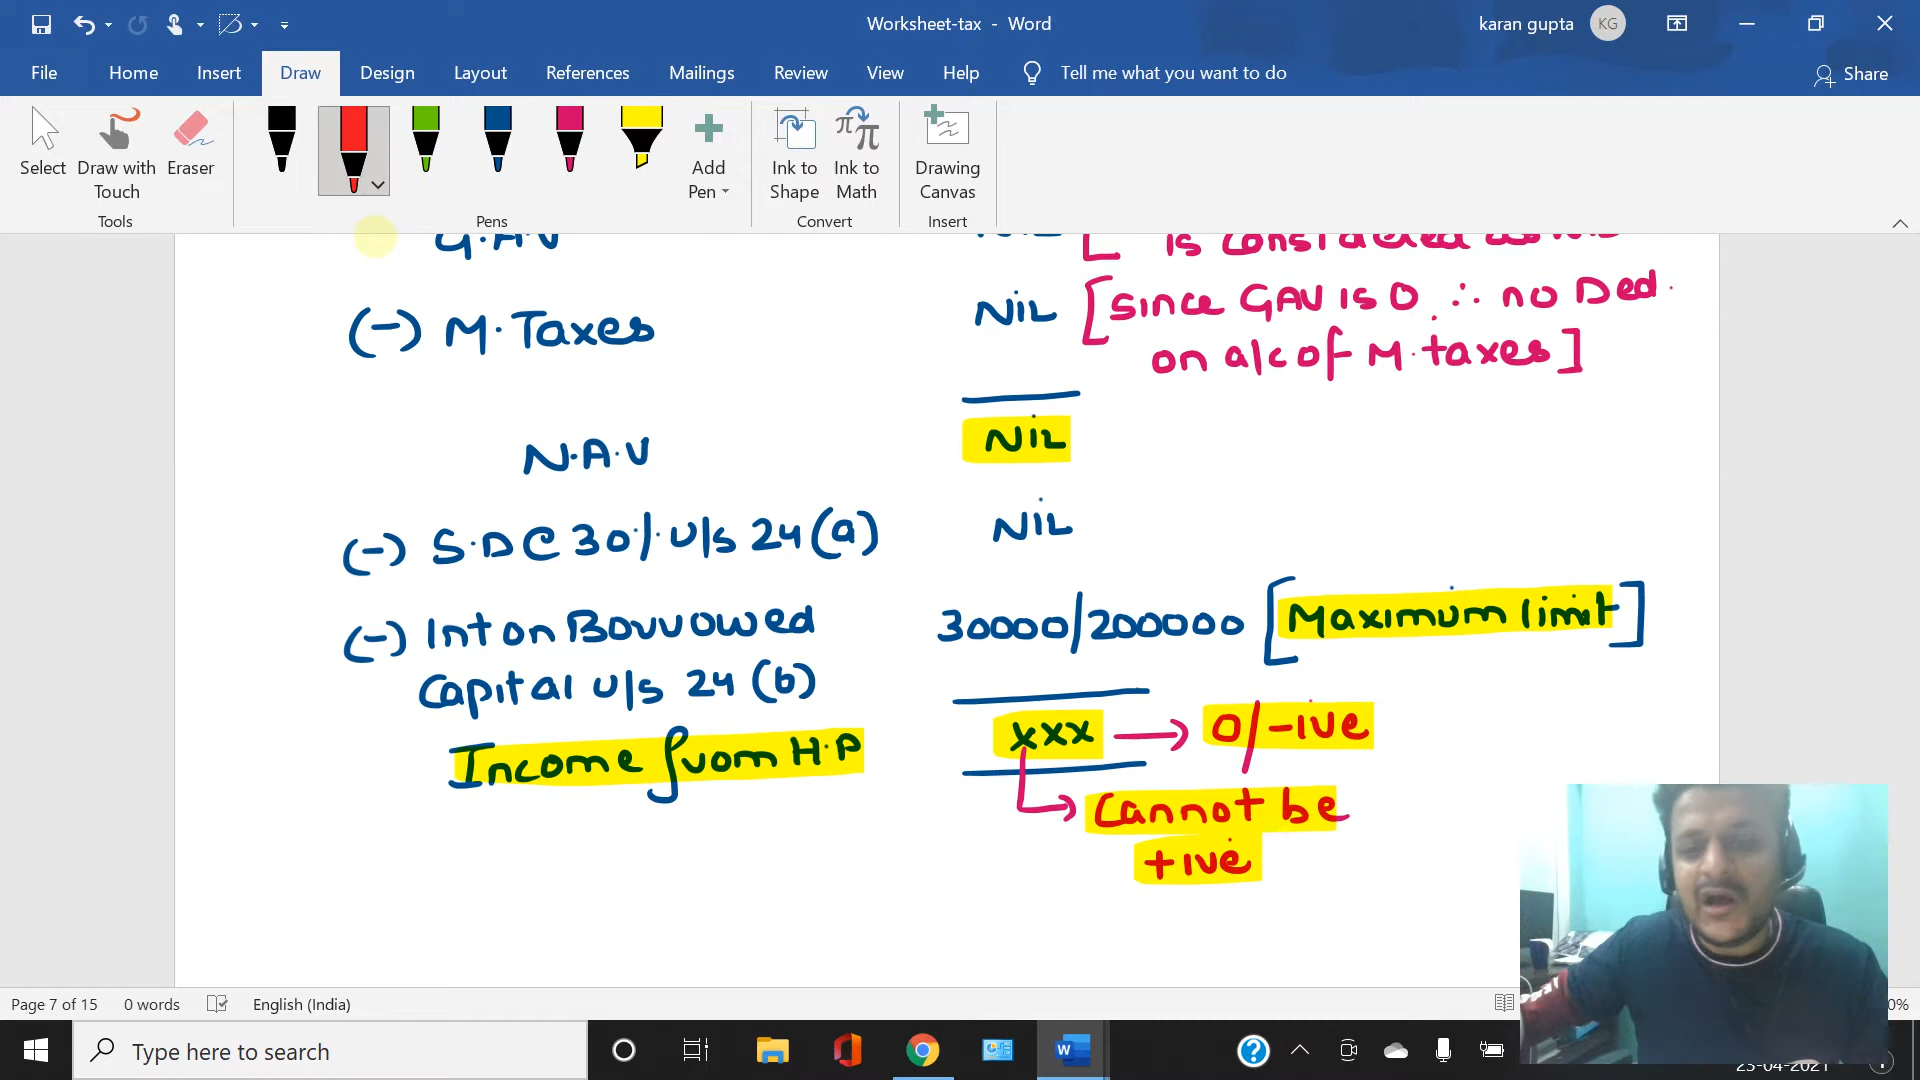 Worksheet-tax - Word
karan gupta KG
File Home Insert Draw Design Layout References Mailings Review View Help Tell me what you want to do Share
Select Draw with Touch Eraser
Add Pen
Ink to Shape Ink to Math
Drawing Canvas
Tools Pens Convert Insert
G.A.V
(-) M.Taxes NiL [Since GAV is 0 ∴ no Ded.
on a/c of M.taxes]
N.A.V NiL
(-) S.D @ 30% U/s 24(a) NiL
(-) Int on Borrowed 30000/200000 [Maximum limit]
Capital u/s 24 (b)
Income from H.P xxx → 0/-ive
Cannot be
+ive
Page 7 of 15 0 words English (India) 0%
Type here to search
23-04-2021